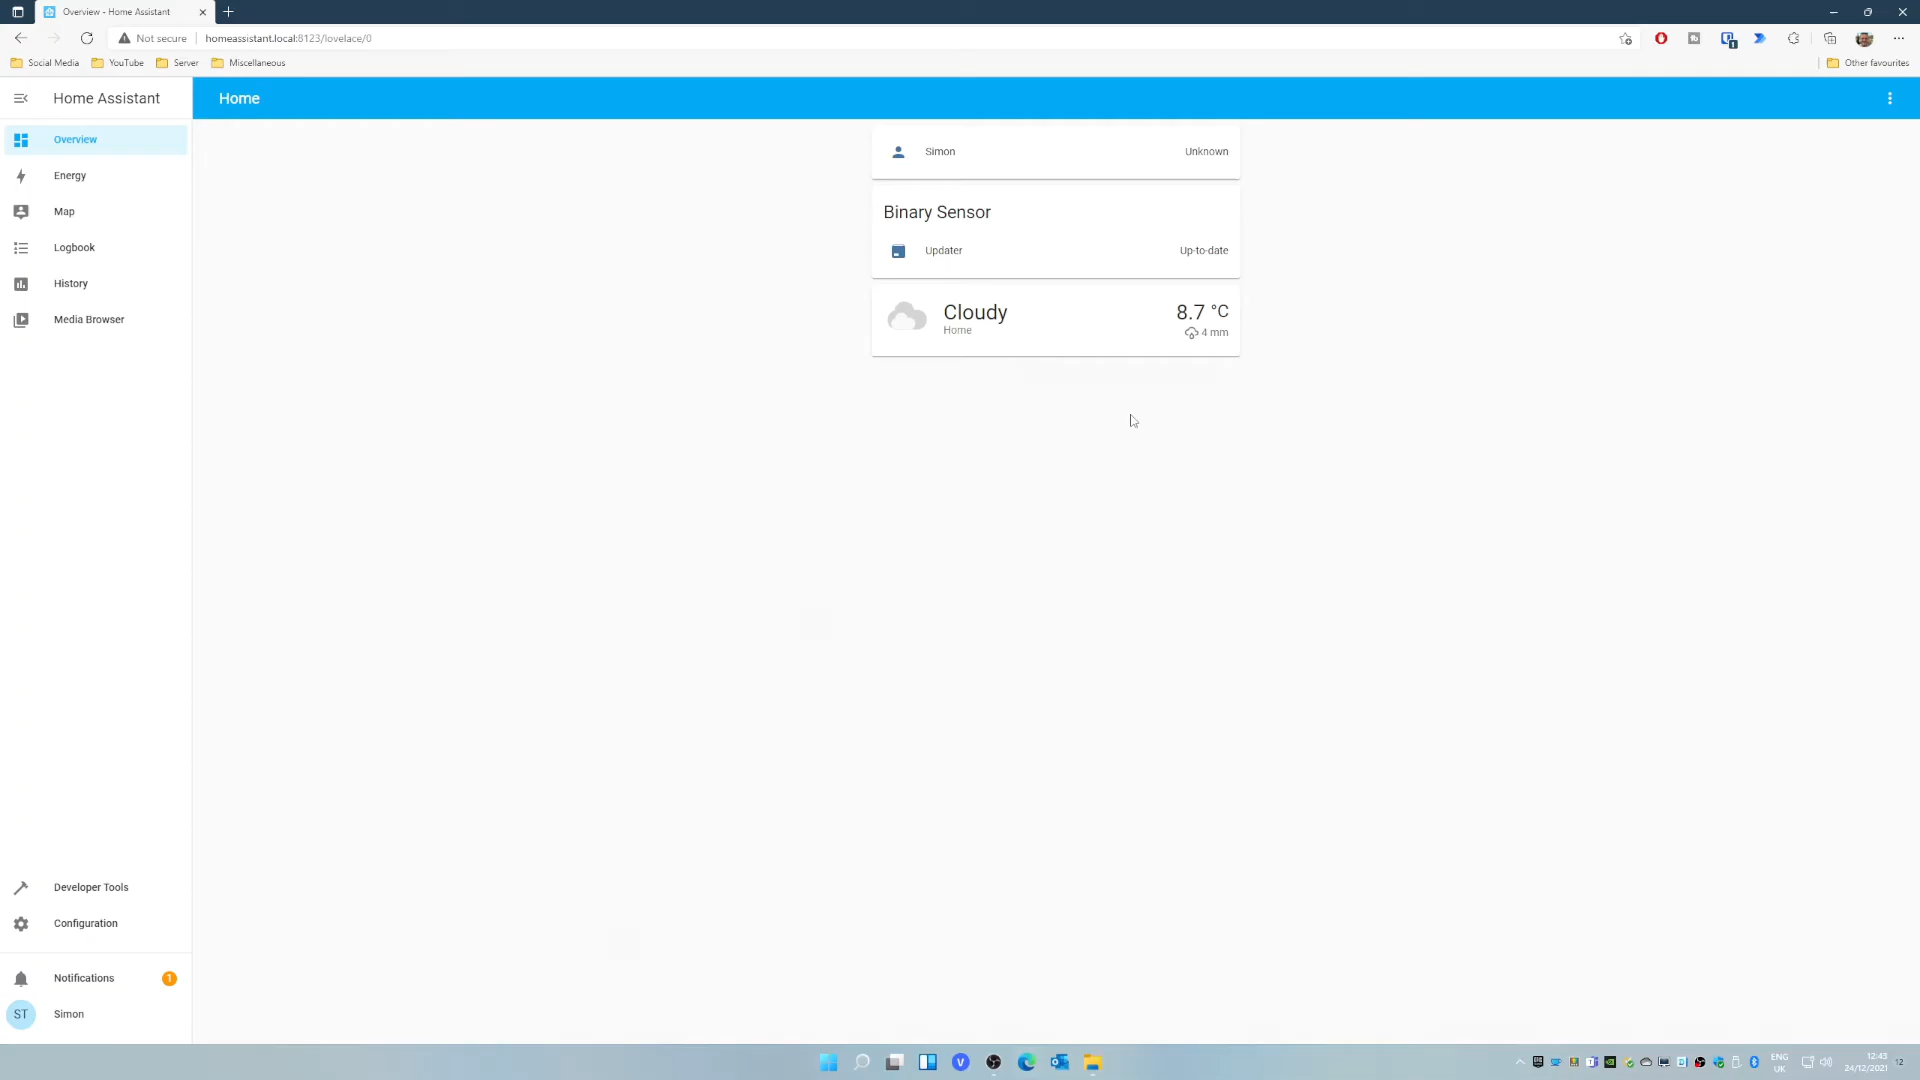 Overview - Home Assistant
Not secure
homeassistant.local:8123/lovelace/0
Social Media
YouTube
Server
Miscellaneous
Other favourites
Home Assistant
Home
Overview
Energy
Map
Logbook
History
Media Browser
Simon
Unknown
Binary Sensor
Updater
Up-to-date
Cloudy
Home
8.7 °C
4 mm
Developer Tools
Configuration
Notifications
1
ST
Simon
ENG
UK
12:43
24/12/2021
12